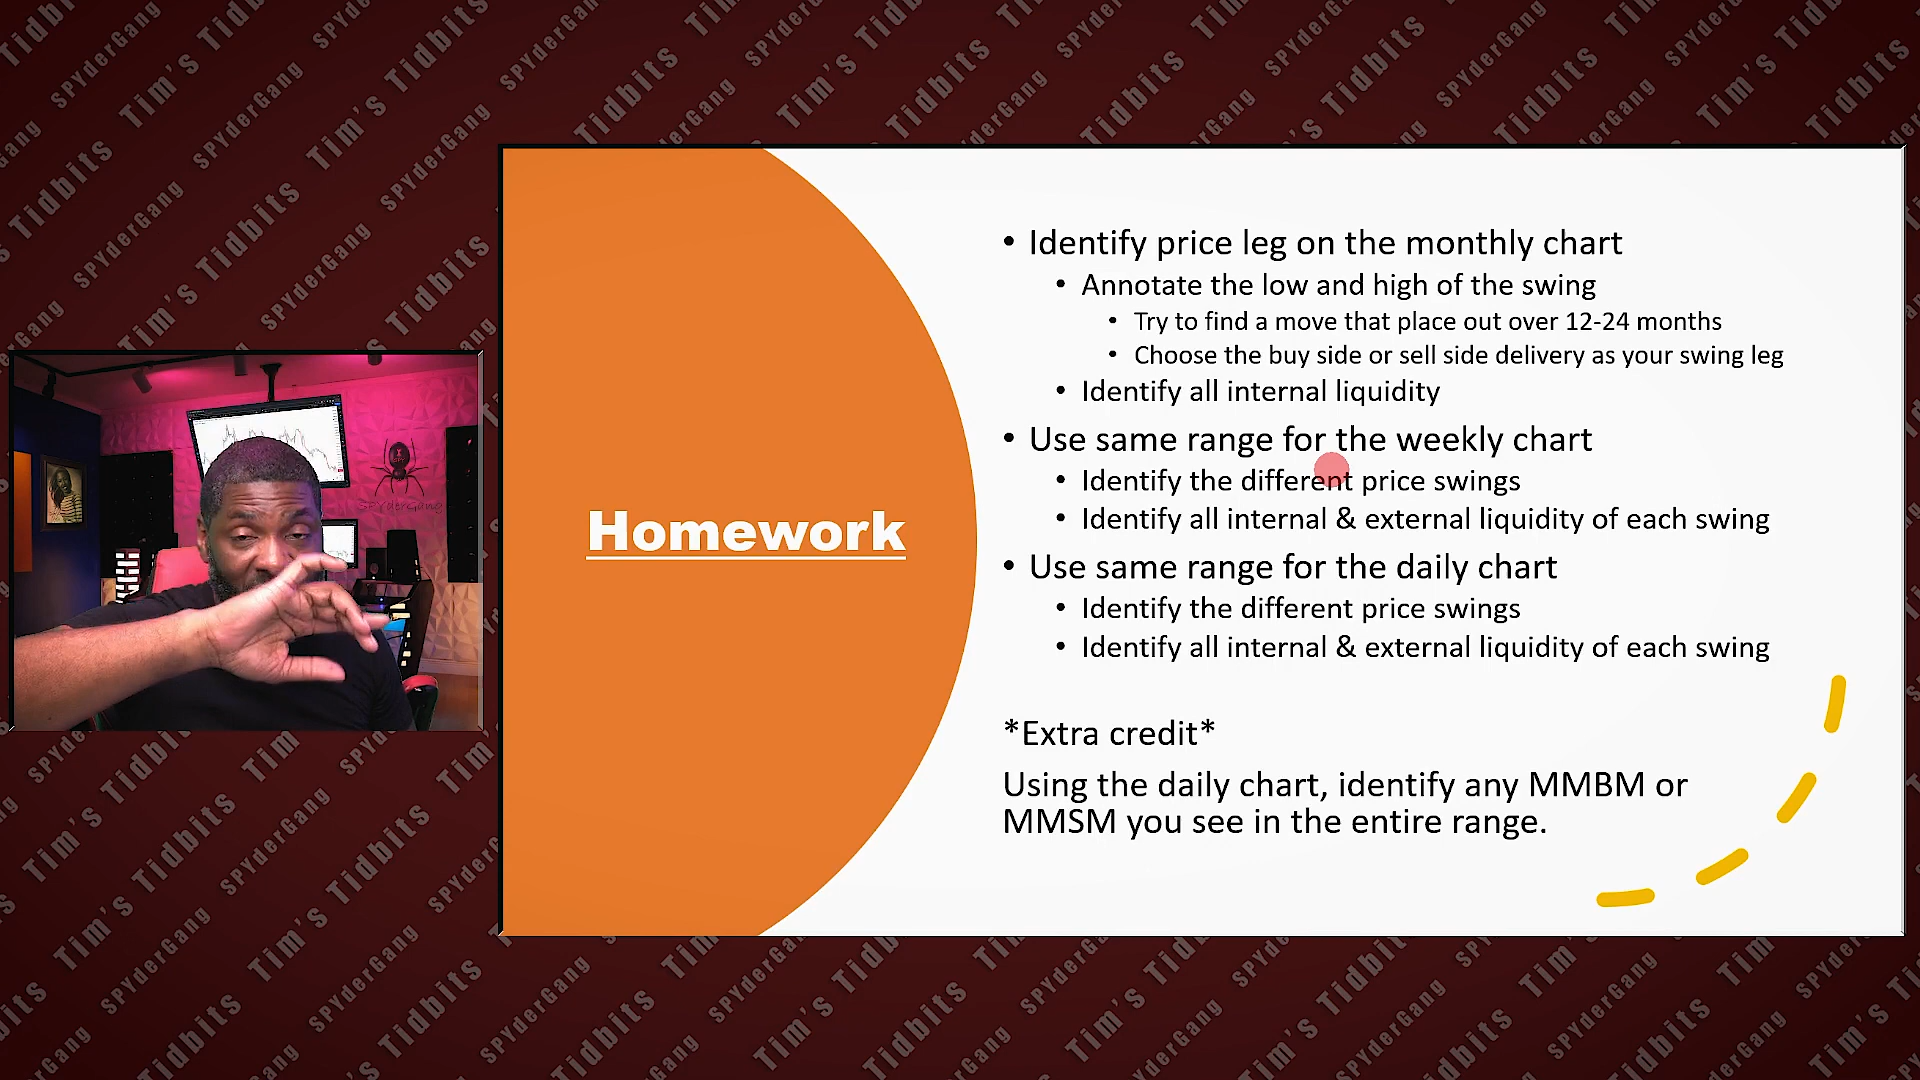 Homework
• Identify price leg on the monthly chart
• Annotate the low and high of the swing
• Try to find a move that place out over 12-24 months
• Choose the buy side or sell side delivery as your swing leg
• Identify all internal liquidity
• Use same range for the weekly chart
• Identify the different price swings
• Identify all internal & external liquidity of each swing
• Use same range for the daily chart
• Identify the different price swings
• Identify all internal & external liquidity of each swing
*Extra credit*
Using the daily chart, identify any MMBM or
MMSM you see in the entire range.
SPYderGang
Tim's Tidbits
SPYderGang